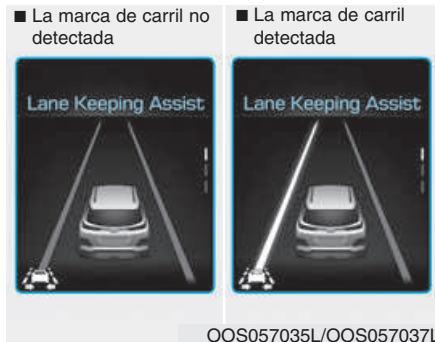 ■ La marca de carril no
detectada
■ La marca de carril
detectada
Lane Keeping Assist
Lane Keeping Assist
OOS057035L/OOS057037L